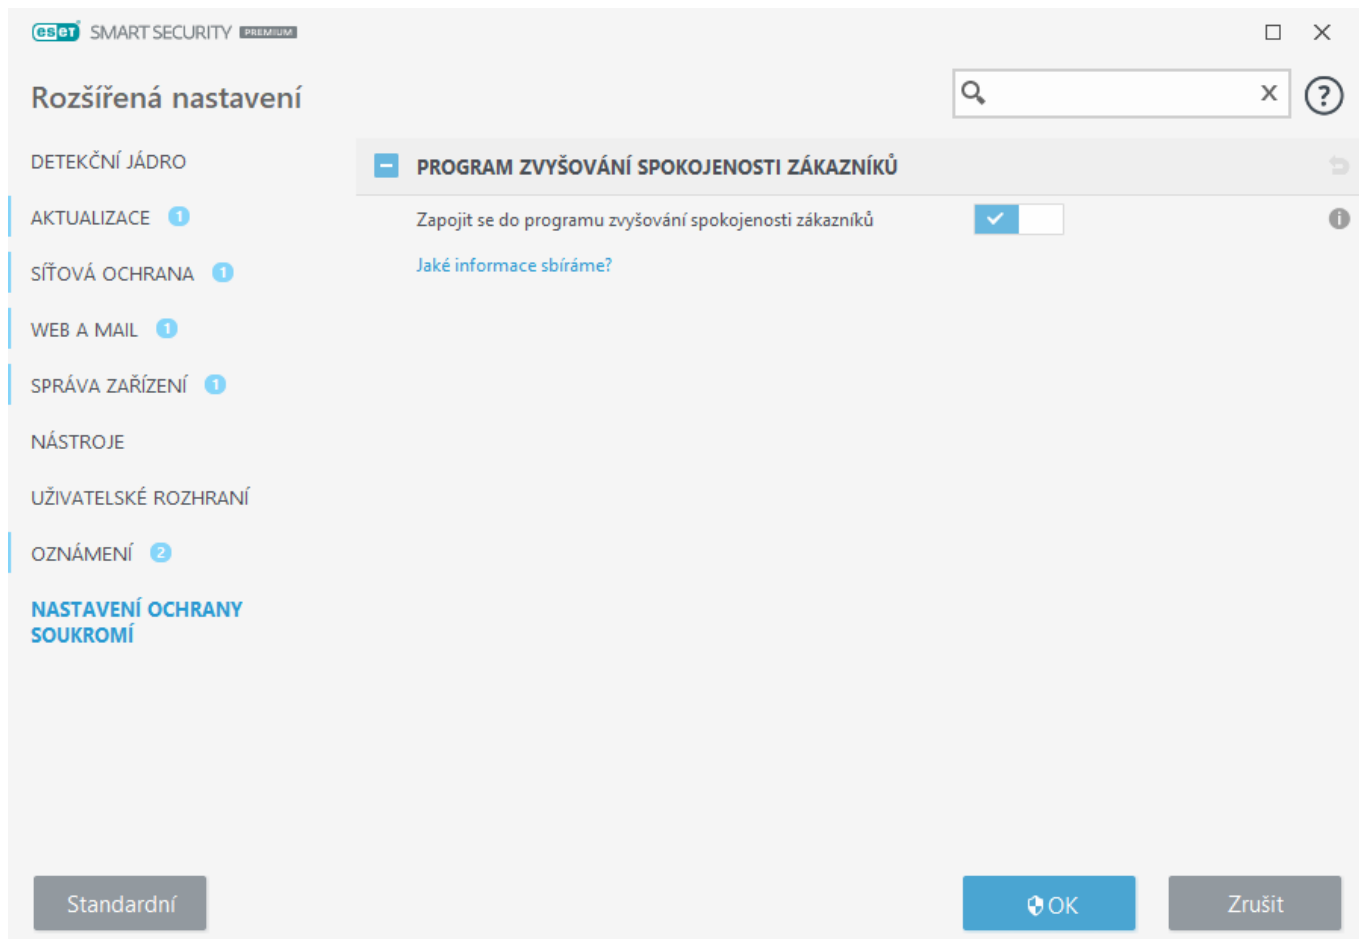 eset SMART SECURITY PREMIUM
Rozšířená nastavení
DETEKČNÍ JÁDRO
AKTUALIZACE 1
SÍŤOVÁ OCHRANA 1
WEB A MAIL 1
SPRÁVA ZAŘÍZENÍ 1
NÁSTROJE
UŽIVATELSKÉ ROZHRANÍ
OZNÁMENÍ 2
NASTAVENÍ OCHRANY
SOUKROMÍ
PROGRAM ZVYŠOVÁNÍ SPOKOJENOSTI ZÁKAZNÍKŮ
Zapojit se do programu zvyšování spokojenosti zákazníků
Jaké informace sbíráme?
Standardní
OK
Zrušit